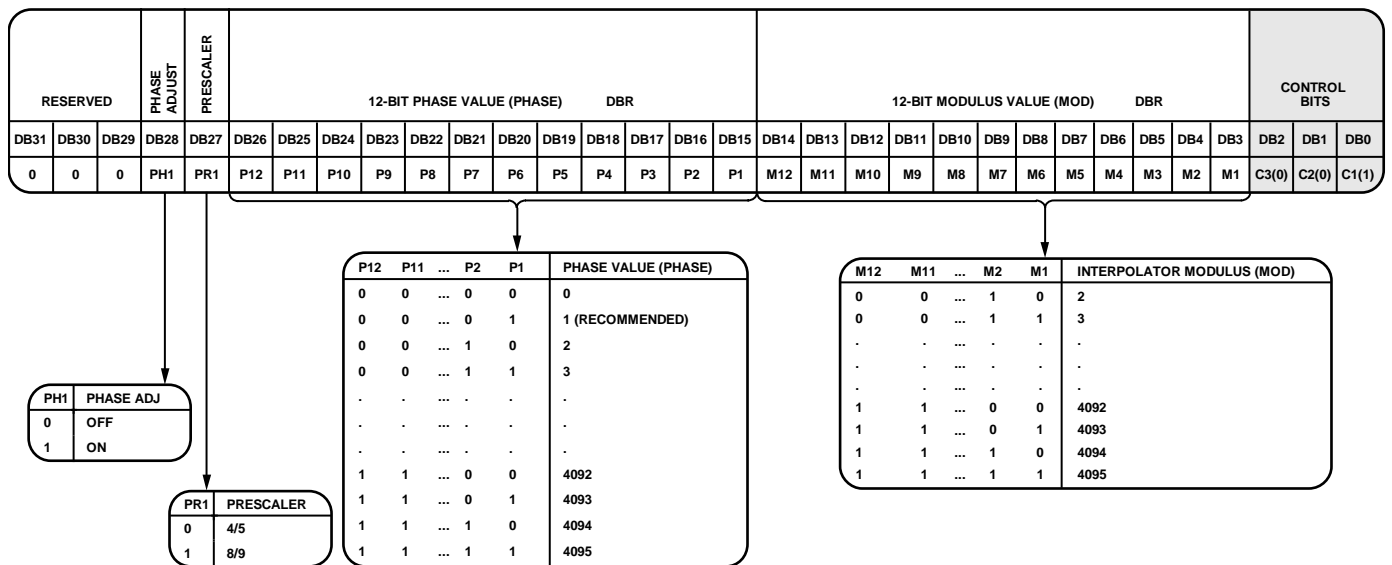 RESERVED
PHASE
ADJUST
PRESCALER
12-BIT PHASE VALUE (PHASE) DBR
12-BIT MODULUS VALUE (MOD) DBR
CONTROL
BITS
DB31 DB30 DB29 DB28 DB27 DB26 DB25 DB24 DB23 DB22 DB21 DB20 DB19 DB18 DB17 DB16 DB15 DB14 DB13 DB12 DB11 DB10 DB9 DB8 DB7 DB6 DB5 DB4 DB3 DB2 DB1 DB0
0 0 0 PH1 PR1 P12 P11 P10 P9 P8 P7 P6 P5 P4 P3 P2 P1 M12 M11 M10 M9 M8 M7 M6 M5 M4 M3 M2 M1 C3(0) C2(0) C1(1)
PH1 PHASE ADJ
0 OFF
1 ON
PR1 PRESCALER
0 4/5
1 8/9
P12 P11 ... P2 P1 PHASE VALUE (PHASE)
0 0 ... 0 0 0
0 0 ... 0 1 1 (RECOMMENDED)
0 0 ... 1 0 2
0 0 ... 1 1 3
. . ... . . .
. . ... . . .
. . ... . . .
1 1 ... 0 0 4092
1 1 ... 0 1 4093
1 1 ... 1 0 4094
1 1 ... 1 1 4095
M12 M11 ... M2 M1 INTERPOLATOR MODULUS (MOD)
0 0 ... 1 0 2
0 0 ... 1 1 3
. . ... . . .
. . ... . . .
. . ... . . .
1 1 ... 0 0 4092
1 1 ... 0 1 4093
1 1 ... 1 0 4094
1 1 ... 1 1 4095